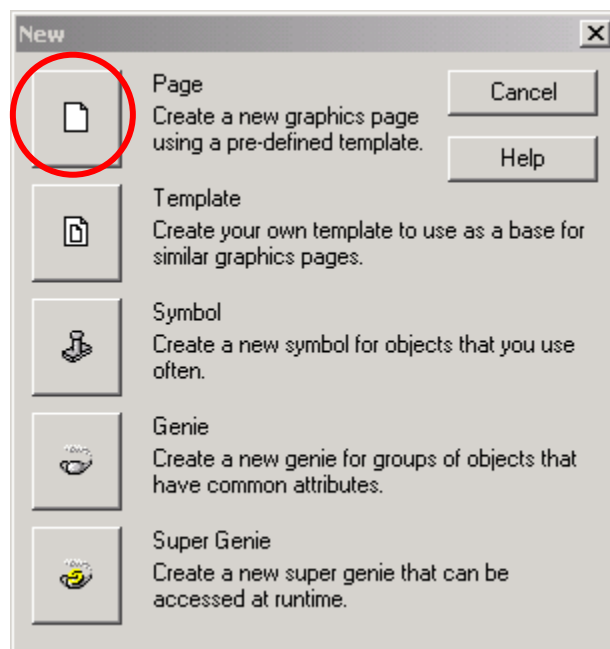 New
Page
Create a new graphics page
using a pre-defined template.
Cancel
Help
Template
Create your own template to use as a base for
similar graphics pages.
Symbol
Create a new symbol for objects that you use
often.
Genie
Create a new genie for groups of objects that
have common attributes.
Super Genie
Create a new super genie that can be
accessed at runtime.